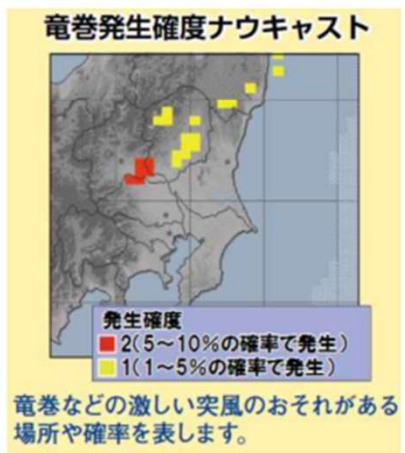 竜巻発生確度ナウキャスト
発生確度
2(5～10%の確率で発生)
1(1～5%の確率で発生)
竜巻などの激しい突風のおそれがある
場所や確率を表します。